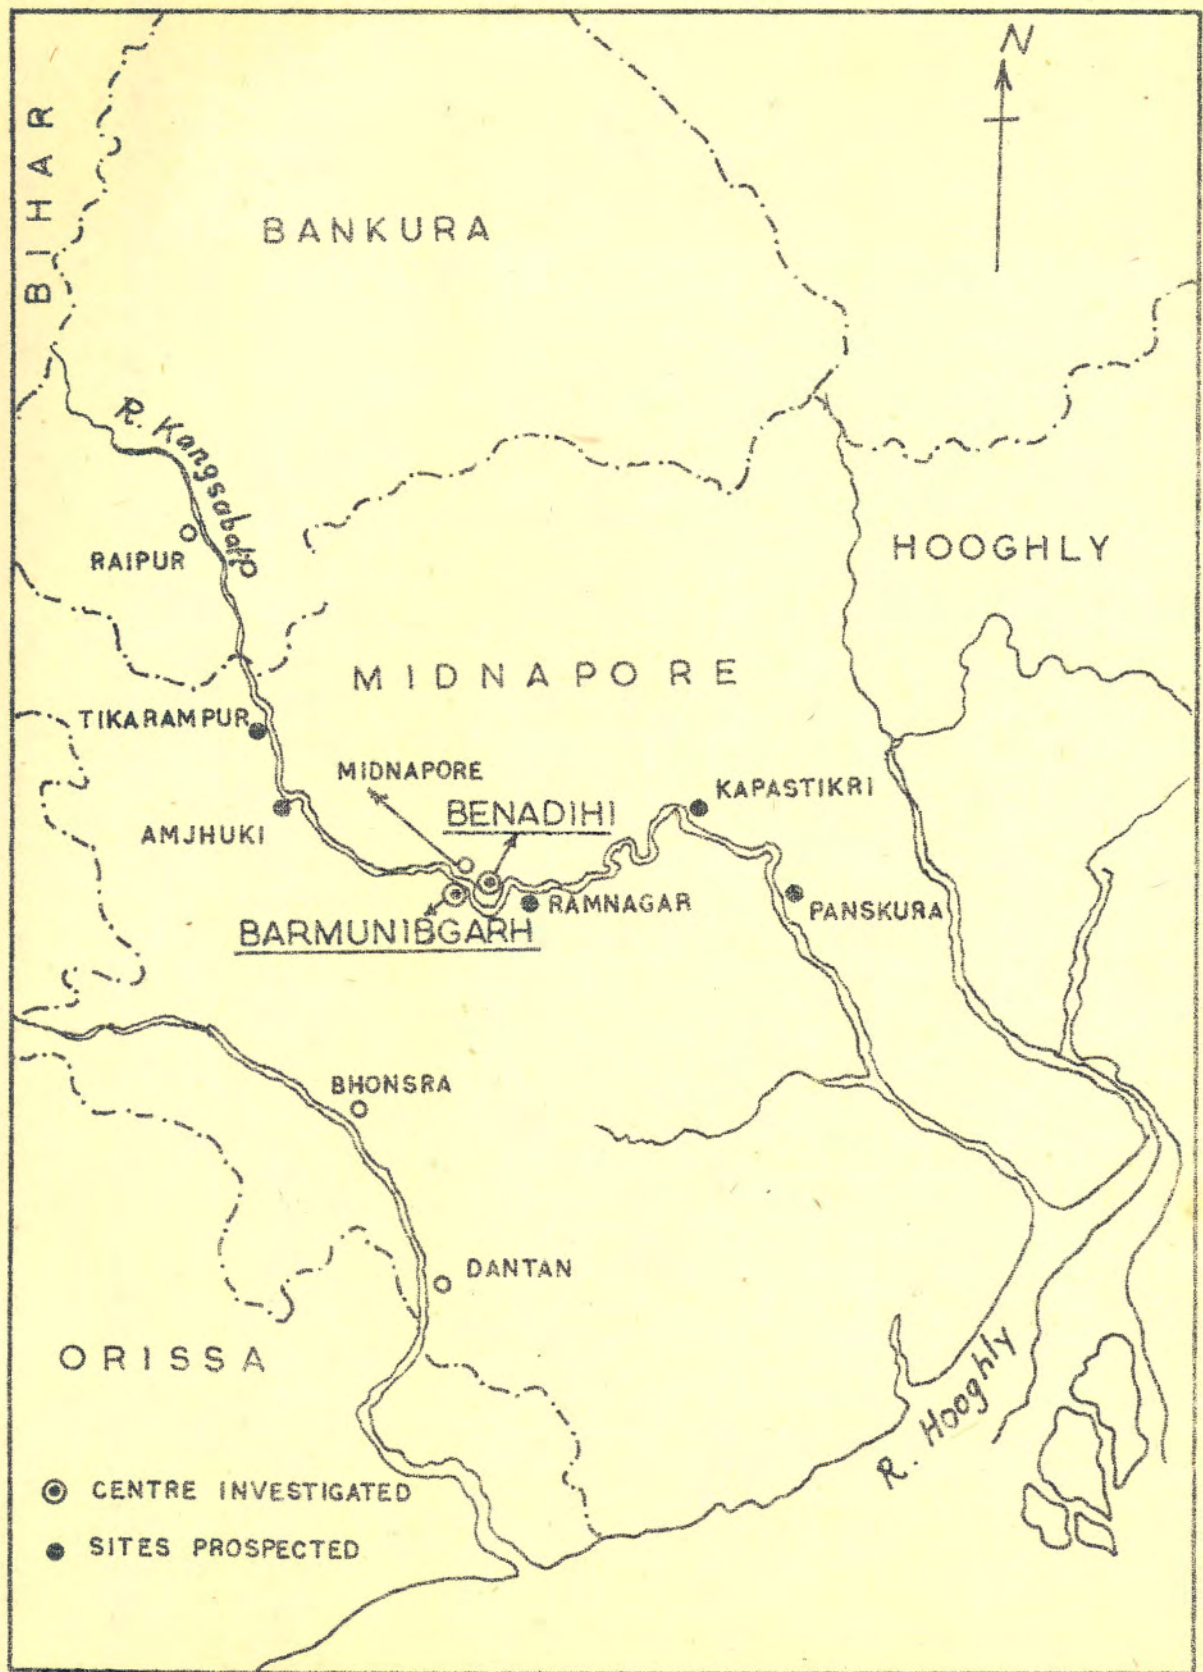 N
BIHAR
BANKURA
R. Kangsabati
RAIPUR
HOOGHLY
MIDNAPORE
TIKARAMPUR
MIDNAPORE
KAPASTIKRI
BENADIHI
AMJHUKI
RAMNAGAR
PANSKURA
BARMUNIBGARH
BHONSRA
DANTAN
ORISSA
R. Hooghly
CENTRE INVESTIGATED
SITES PROSPECTED